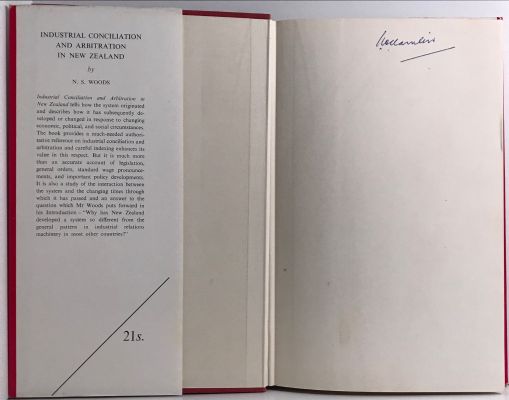 INDUSTRIAL CONCILIATION
AND ARBITRATION
IN NEW ZEALAND
by
N. S. WOODS
Industrial Conciliation and Arbitration in
New Zealand tells how the system originated
and describes how it has subsequently de-
veloped or changed in response to changing
economic, political, and social circumstances.
The book provides a much-needed authori-
tative reference on industrial conciliation and
arbitration and careful indexing enhances its
value in this respect. But it is much more
than an accurate account of legislation,
general orders, standard wage pronounce-
ments, and important policy developments.
It is also a study of the interaction between
the system and the changing times through
which it has passed and an answer to the
question which Mr Woods puts forward in
his Introduction – "Why has New Zealand
developed a system so different from the
general pattern in industrial relations
machinery in most other countries?"
21s.